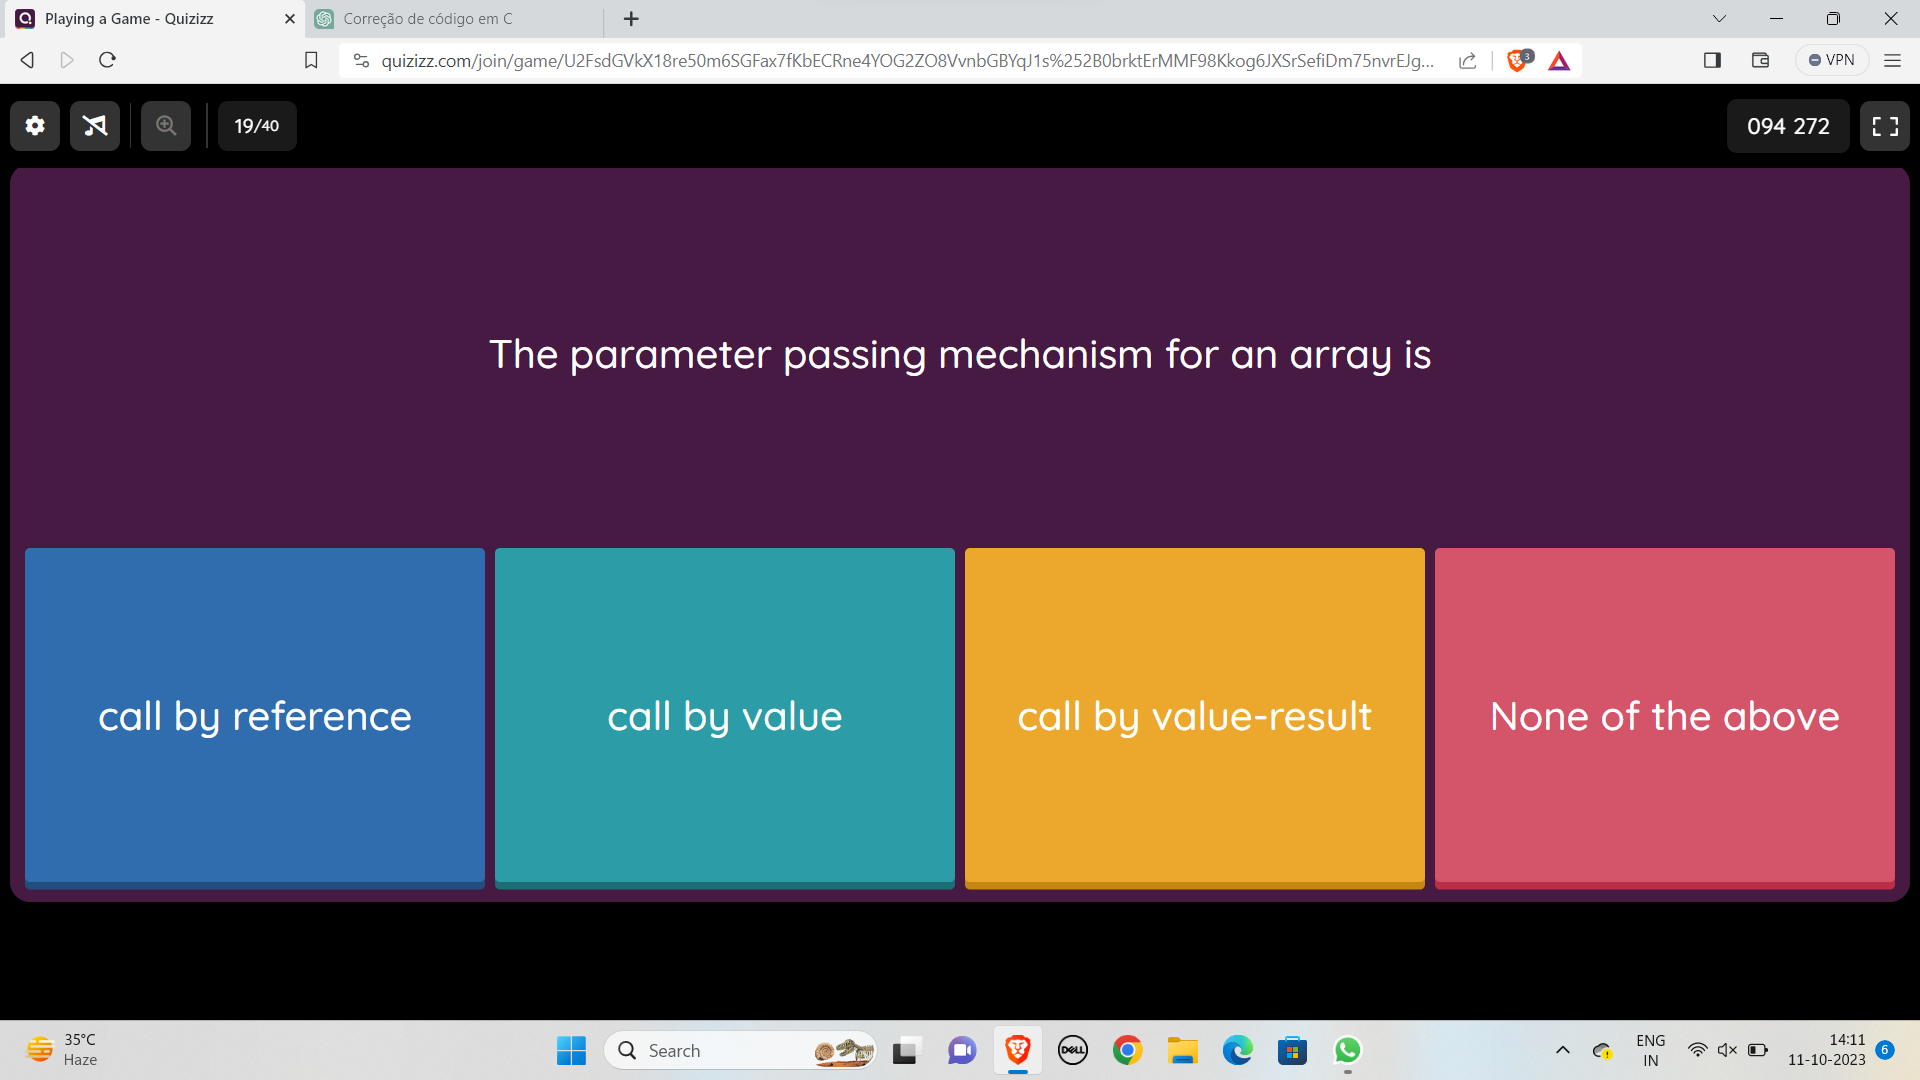 Playing a Game - Quizizz
Correção de código em C
quizizz.com/join/game/U2FsdGVkX18re50m6SGFax7fKbECRne4YOG2ZO8VvnbGBYqJ1s%252B0brktErMMF98Kkog6JXSrSefiDm75nvrEJg...
3
VPN
19/40
094 272
The parameter passing mechanism for an array is
call by reference
call by value
call by value-result
None of the above
35°C
Haze
Search
DELL
ENG
IN
14:11
11-10-2023
6